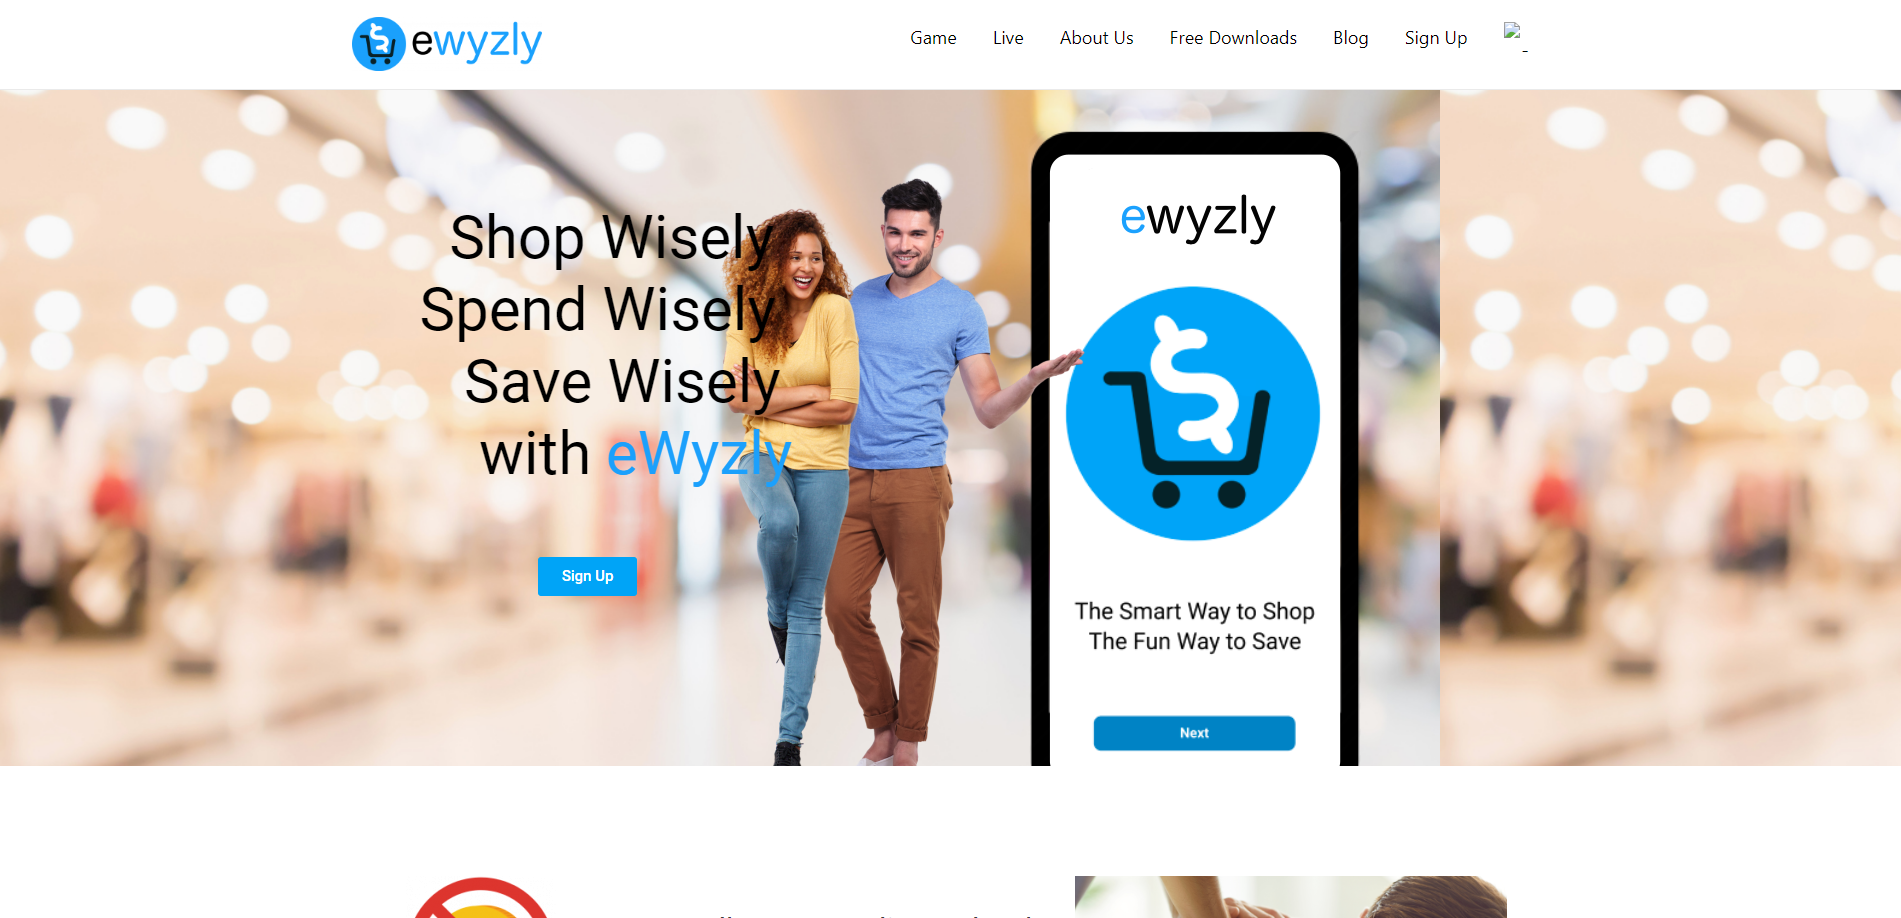 ewyzly
Game Live About Us Free Downloads Blog Sign Up
Shop Wisely
Spend Wisely
Save Wisely
with eWyzly
Sign Up
ewyzly
The Smart Way to Shop
The Fun Way to Save
Next